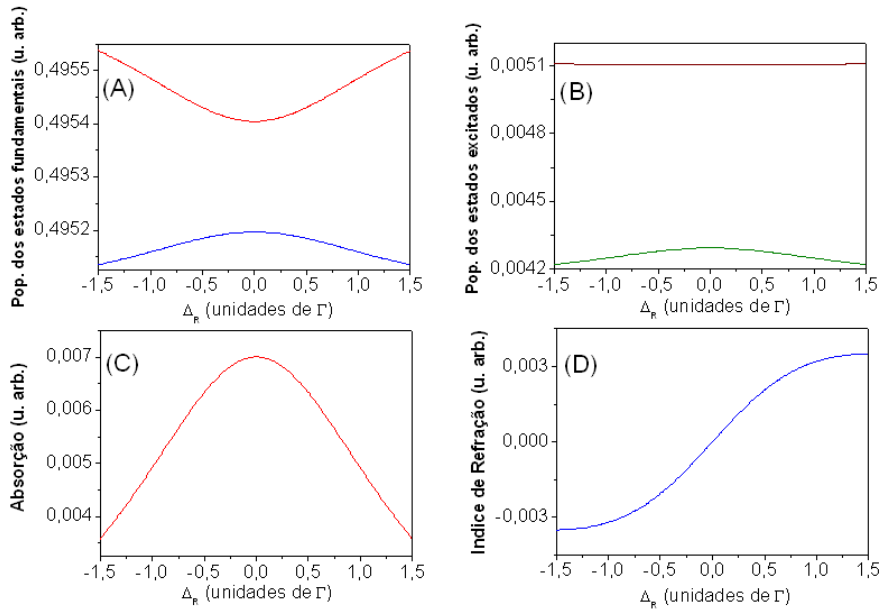 Pop. dos estados fundamentais (u. arb.)
0,4955
0,4954
0,4953
0,4952
(A)
-1,5 -1,0 -0,5 0,0 0,5 1,0 1,5
Δ_R (unidades de Γ)
Pop. dos estados excitados (u. arb.)
0,0051
0,0048
0,0045
0,0042
(B)
-1,5 -1,0 -0,5 0,0 0,5 1,0 1,5
Δ_R (unidades de Γ)
Absorção (u. arb.)
0,007
0,006
0,005
0,004
(C)
-1,5 -1,0 -0,5 0,0 0,5 1,0 1,5
Δ_R (unidades de Γ)
Indice de Refração (u. arb.)
0,003
0,000
-0,003
(D)
-1,5 -1,0 -0,5 0,0 0,5 1,0 1,5
Δ_R (unidades de Γ)